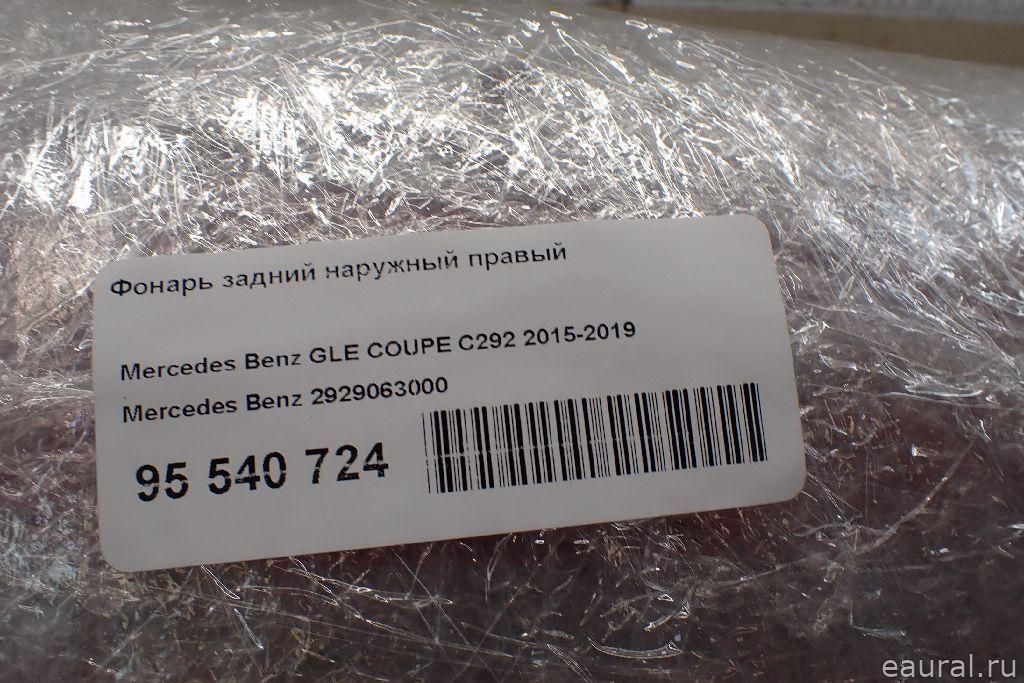 Фонарь задний наружный правый
Mercedes Benz GLE COUPE C292 2015-2019
Mercedes Benz 2929063000
95 540 724
eaural.ru